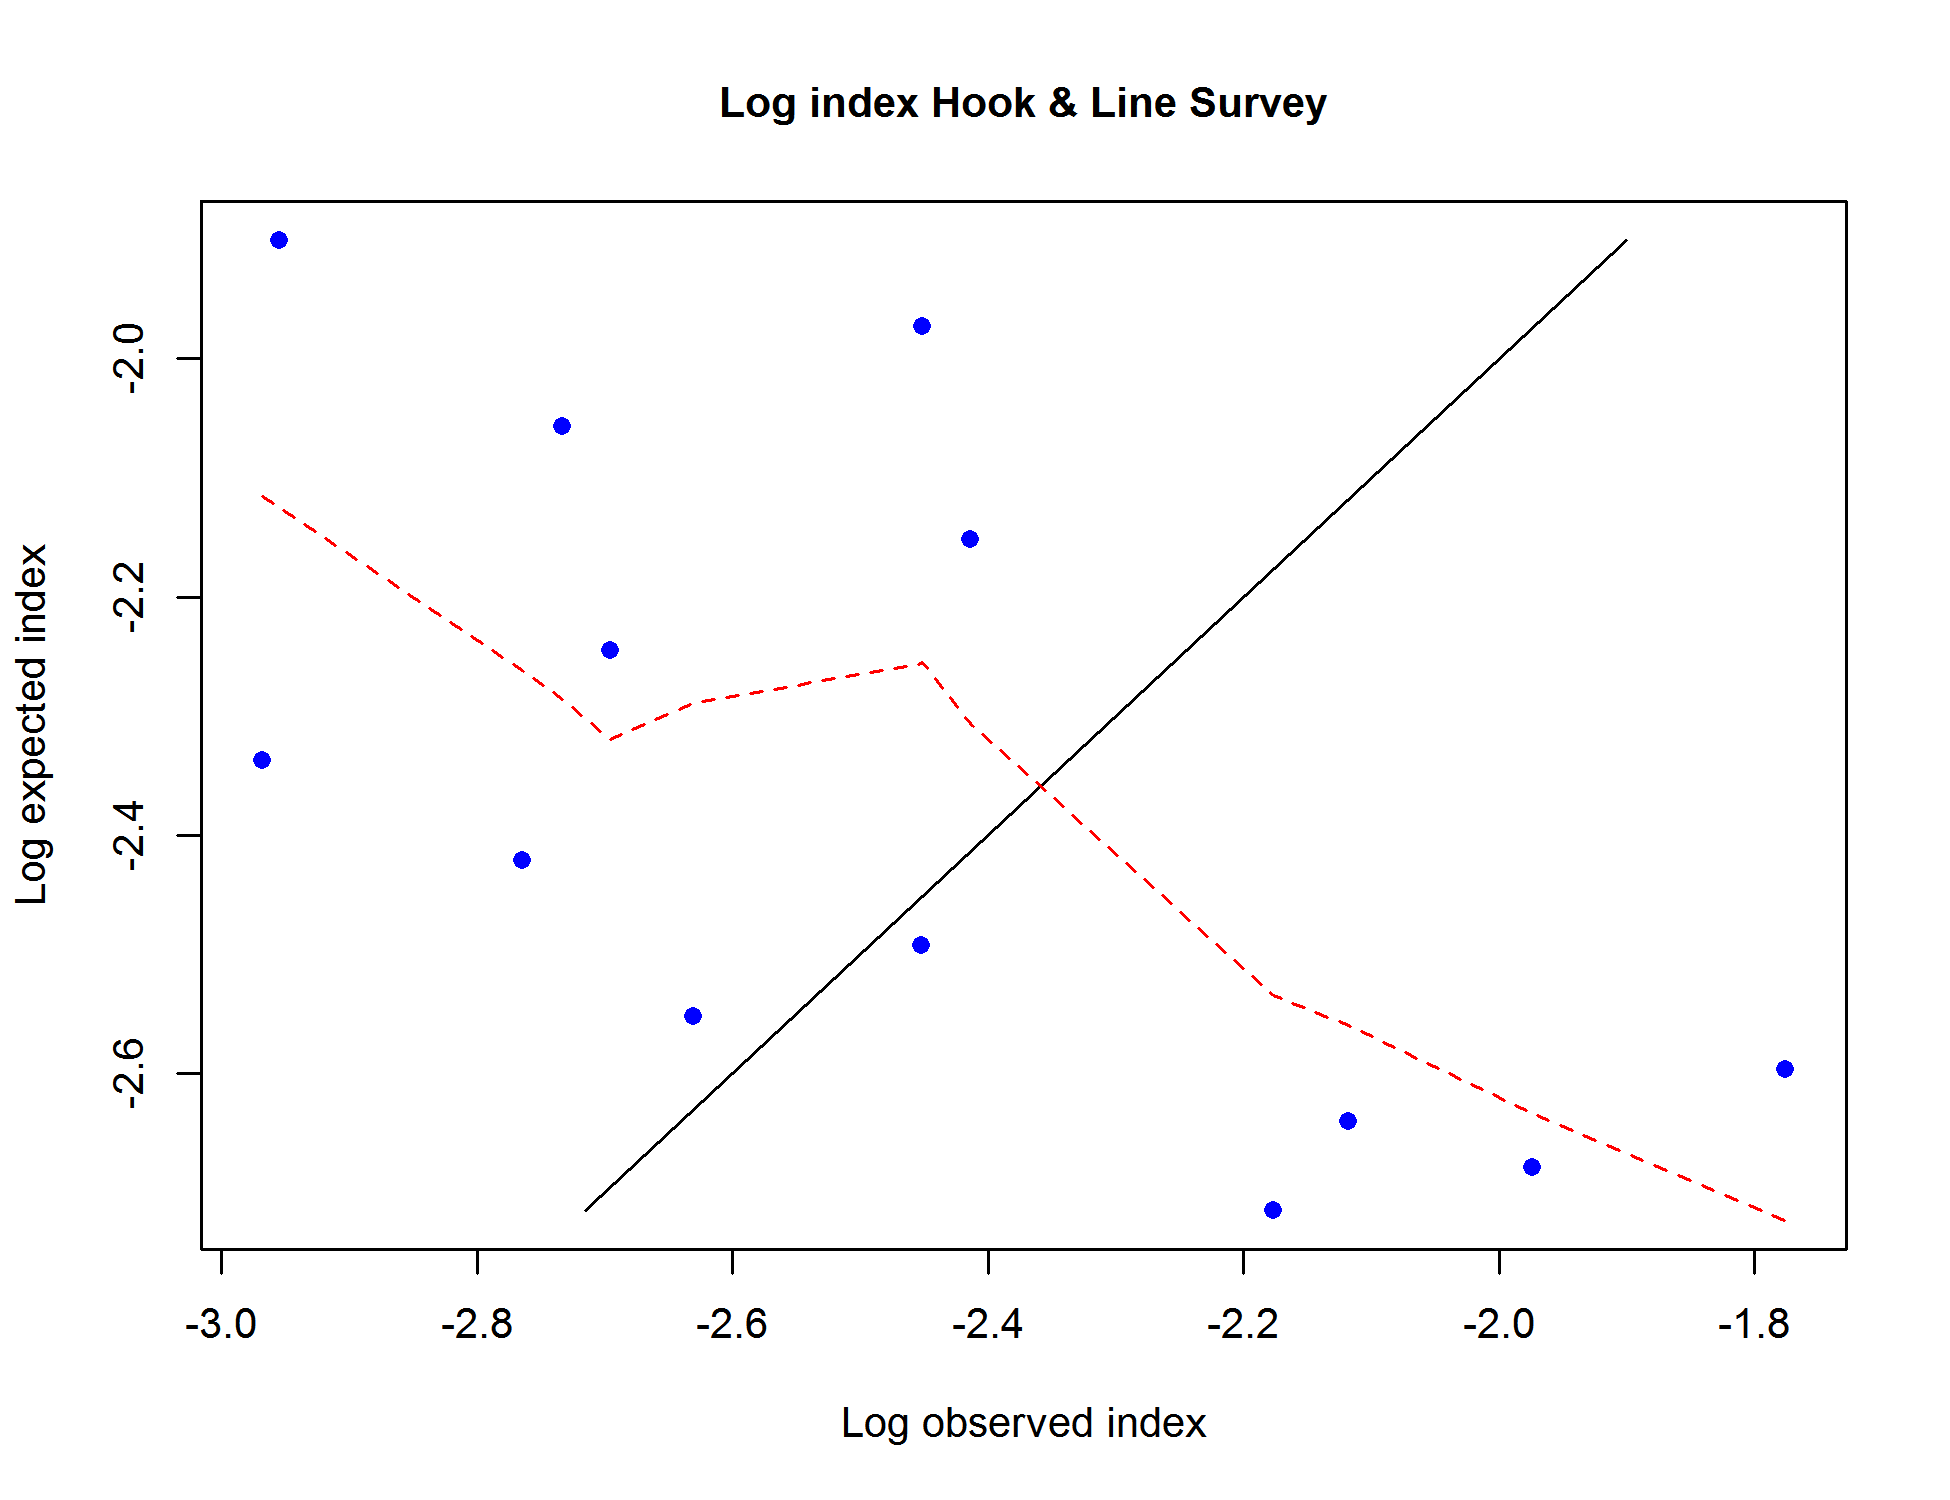 Log index Hook & Line Survey
Log expected index
-2.0
-2.2
-2.4
-2.6
-3.0 -2.8 -2.6 -2.4 -2.2 -2.0 -1.8
Log observed index